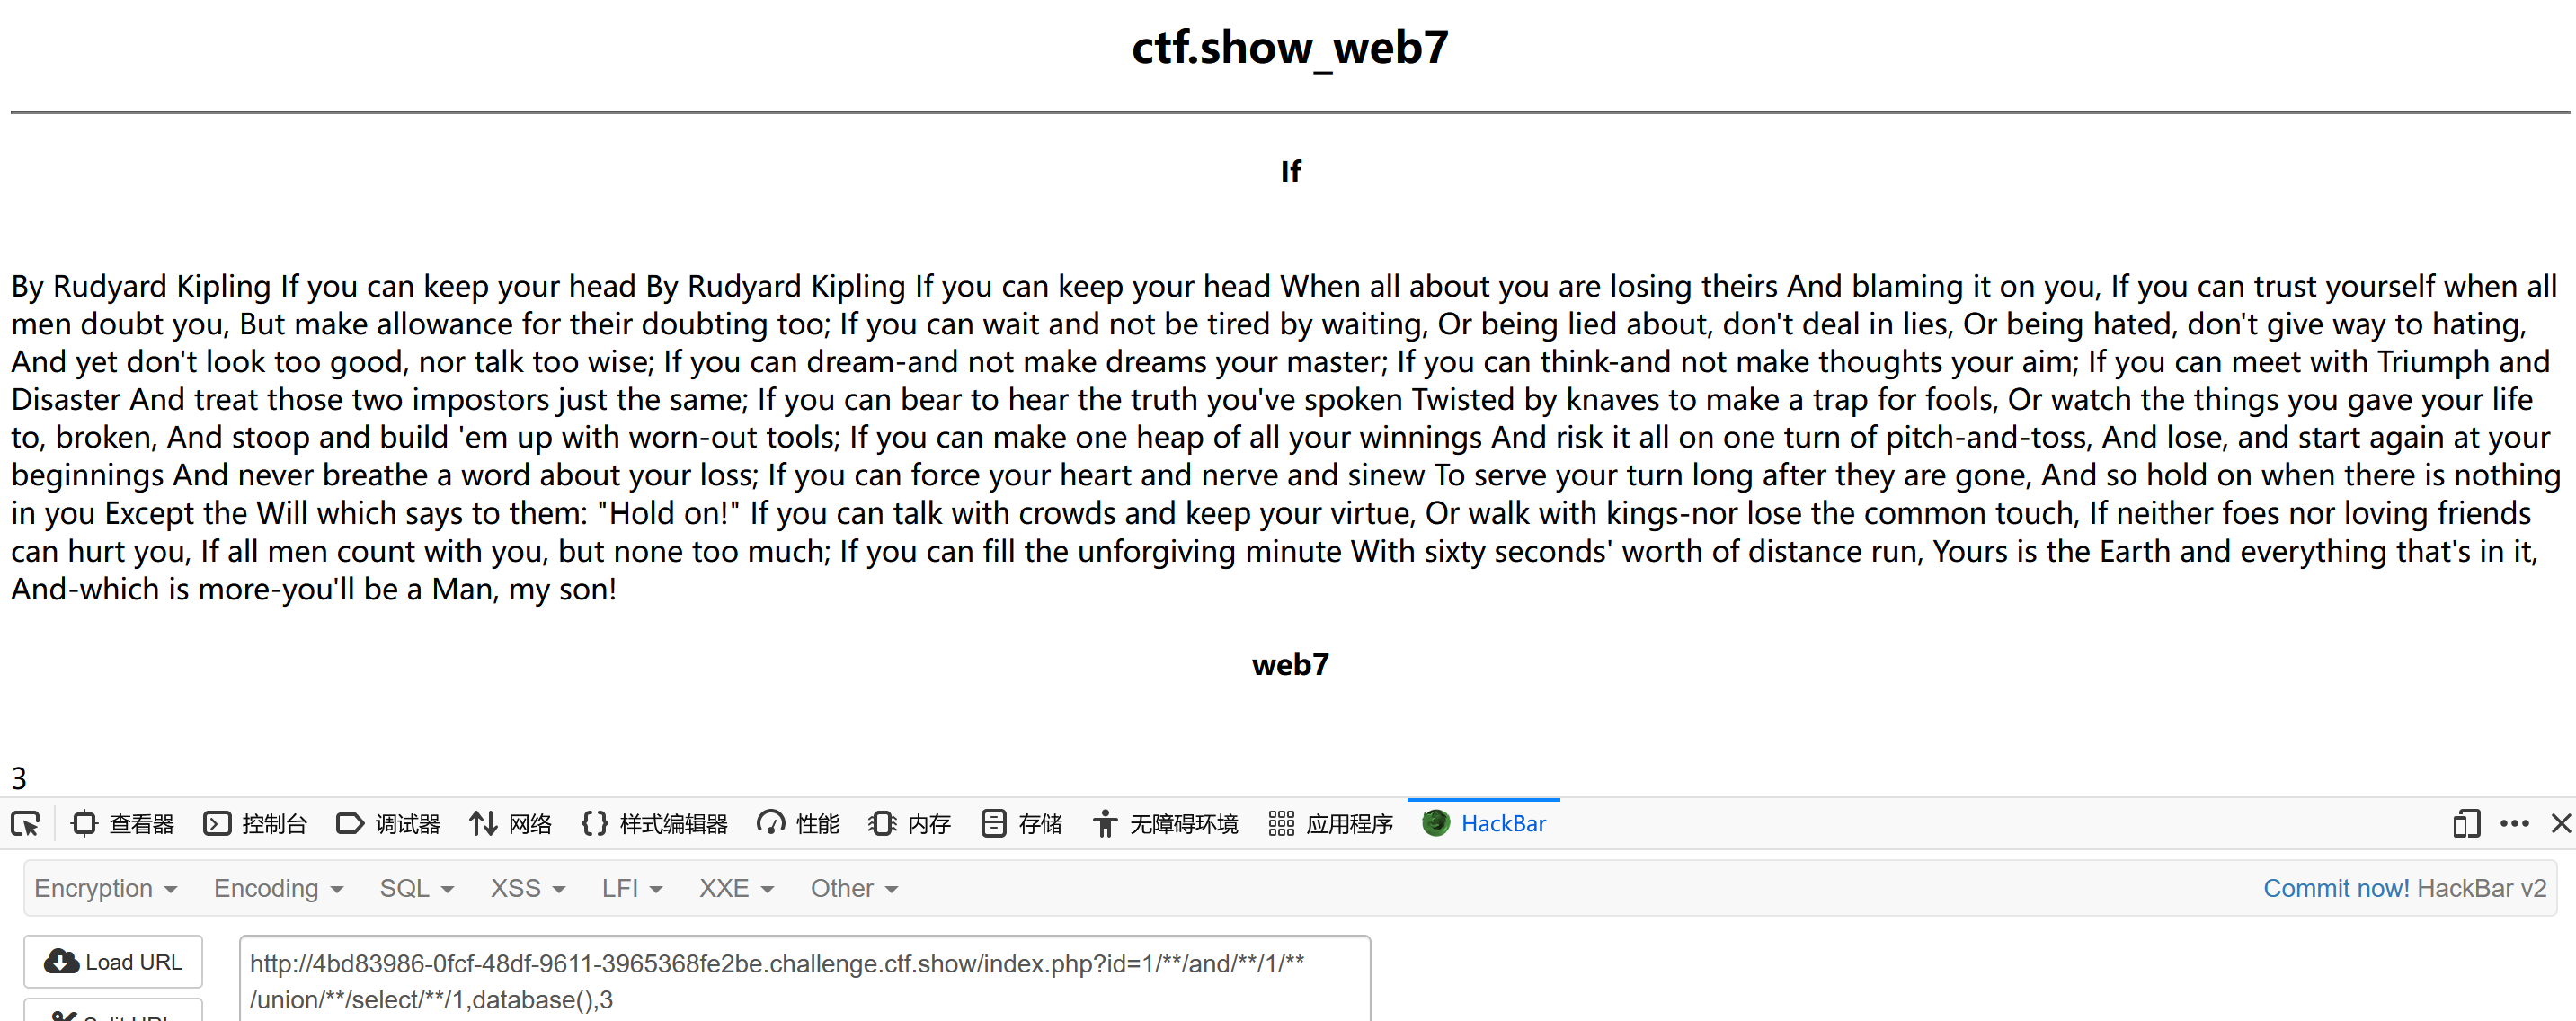 ctf.show_web7
If
By Rudyard Kipling If you can keep your head By Rudyard Kipling If you can keep your head When all about you are losing theirs And blaming it on you, If you can trust yourself when all
men doubt you, But make allowance for their doubting too; If you can wait and not be tired by waiting, Or being lied about, don't deal in lies, Or being hated, don't give way to hating,
And yet don't look too good, nor talk too wise; If you can dream-and not make dreams your master; If you can think-and not make thoughts your aim; If you can meet with Triumph and
Disaster And treat those two impostors just the same; If you can bear to hear the truth you've spoken Twisted by knaves to make a trap for fools, Or watch the things you gave your life
to, broken, And stoop and build 'em up with worn-out tools; If you can make one heap of all your winnings And risk it all on one turn of pitch-and-toss, And lose, and start again at your
beginnings And never breathe a word about your loss; If you can force your heart and nerve and sinew To serve your turn long after they are gone, And so hold on when there is nothing
in you Except the Will which says to them: "Hold on!" If you can talk with crowds and keep your virtue, Or walk with kings-nor lose the common touch, If neither foes nor loving friends
can hurt you, If all men count with you, but none too much; If you can fill the unforgiving minute With sixty seconds' worth of distance run, Yours is the Earth and everything that's in it,
And-which is more-you'll be a Man, my son!
web7
3
查看器 控制台 调试器 网络 样式编辑器 性能 内存 存储 无障碍环境 应用程序 HackBar
Encryption Encoding SQL XSS LFI XXE Other Commit now! HackBar v2
Load URL http://4bd83986-0fcf-48df-9611-3965368fe2be.challenge.ctf.show/index.php?id=1/**/and/**/1/**
/union/**/select/**/1,database(),3